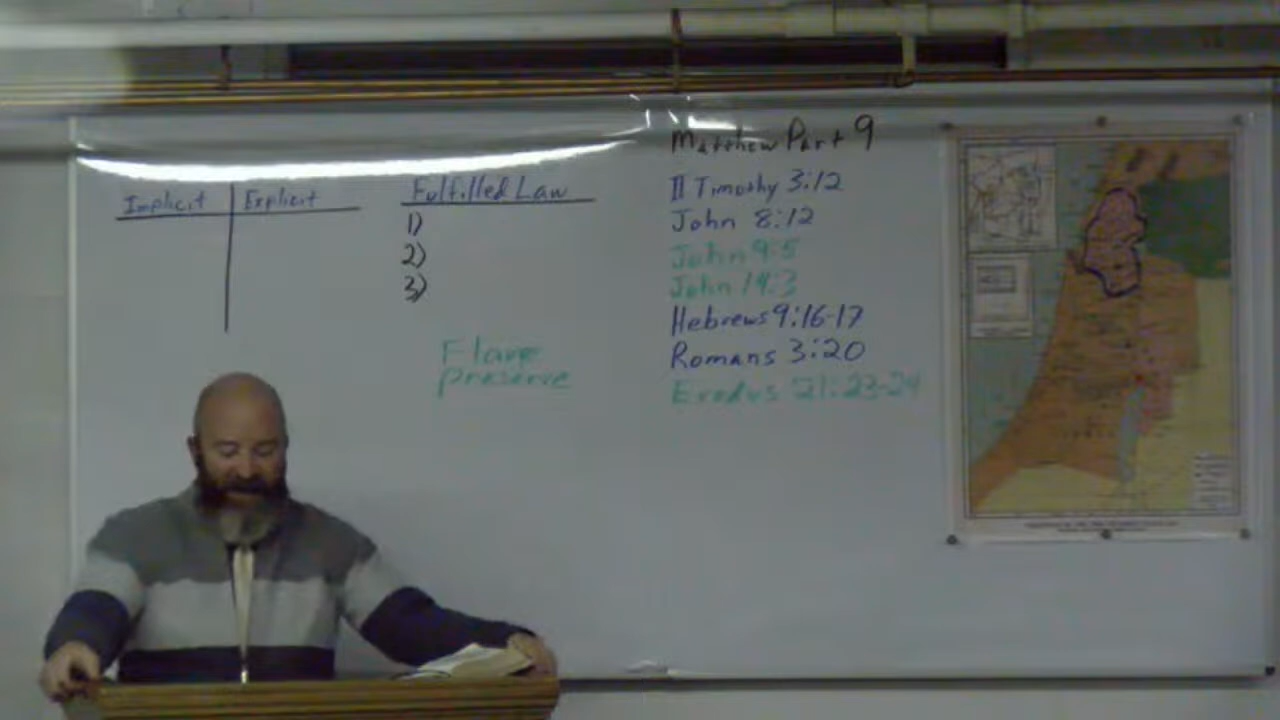 Implicit Explicit
Fulfilled Law
1)
2)
3)
Flavor
preserve
Matthew Part 9
II Timothy 3:12
John 8:12
John 9:5
John 14:3
Hebrews 9:16-17
Romans 3:20
Exodus 21:23-24